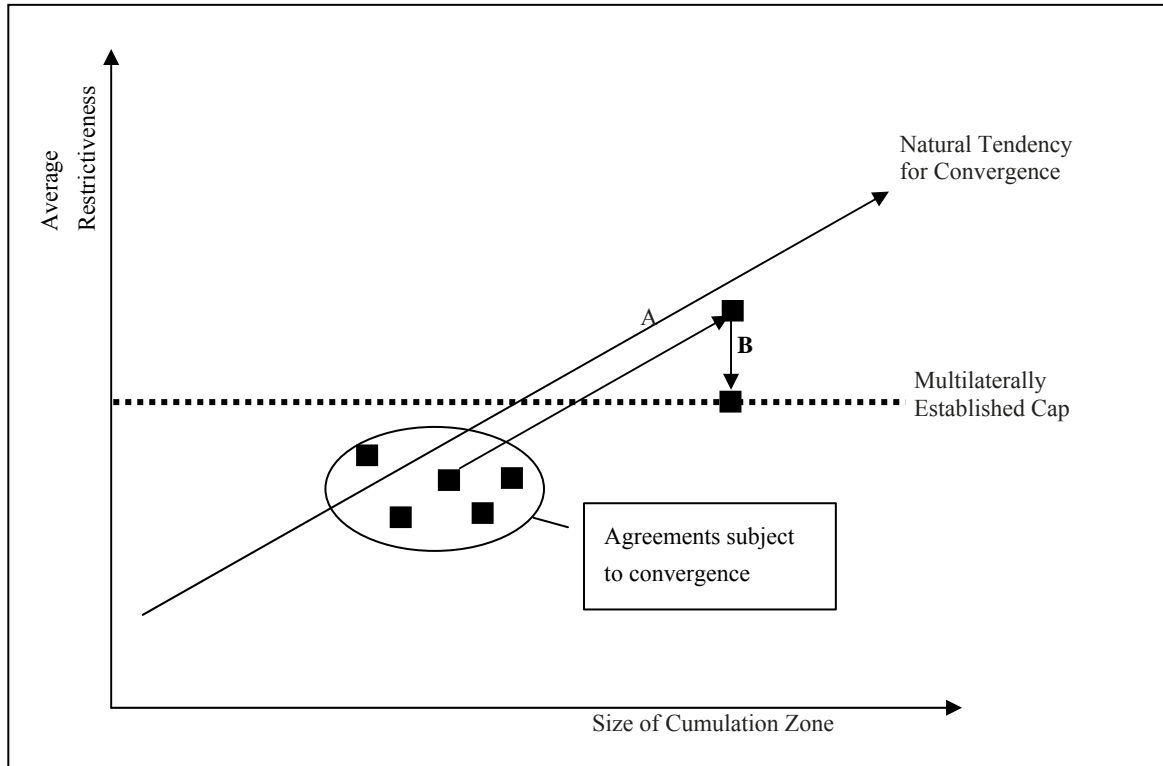 Average
Restrictiveness
Natural Tendency
for Convergence
A
B
Multilaterally
Established Cap
Agreements subject
to convergence
Size of Cumulation Zone